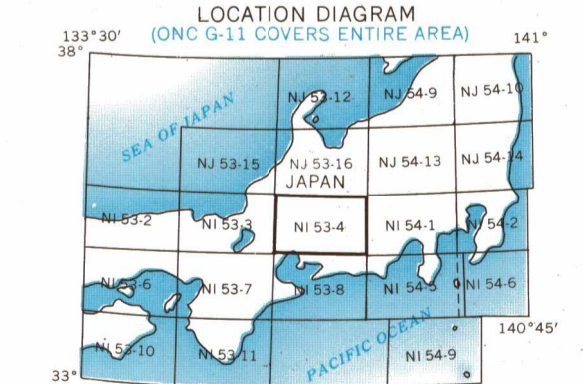 LOCATION DIAGRAM
(ONC G-11 COVERS ENTIRE AREA)
133°30' 141°
38°
NJ 53-12 NJ 54-9 NJ 54-10
SEA OF JAPAN
NJ 53-15 NJ 53-16 NJ 54-13 NJ 54-14
JAPAN
NI 53-2 NI 53-3 NI 53-4 NI 54-1 NI 54-2
NI 53-6 NI 53-7 NI 53-8 NI 54-5 NI 54-6
140°45'
PACIFIC OCEAN
NI 53-10 NI 53-11 NI 54-9
33°